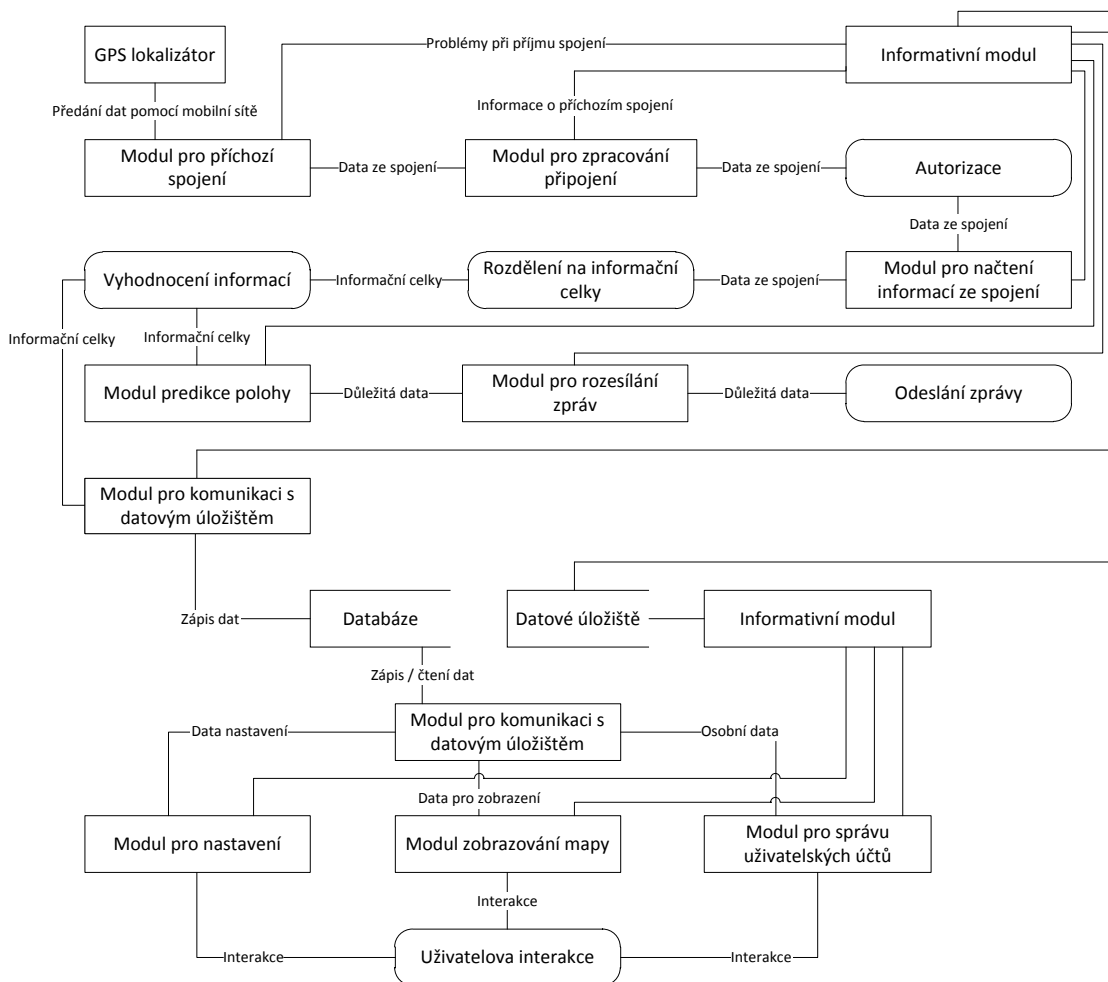 GPS lokalizátor
Problémy při příjmu spojení
Informativní modul
Předání dat pomocí mobilní sítě
Informace o příchozím spojení
Modul pro příchozí
spojení
Data ze spojení
Modul pro zpracování
připojení
Data ze spojení
Autorizace
Data ze spojení
Vyhodnocení informací
Informační celky
Rozdělení na informační
celky
Data ze spojení
Modul pro načtení
informací ze spojení
Informační celky
Informační celky
Modul predikce polohy
Důležitá data
Modul pro rozesílání
zpráv
Důležitá data
Odeslání zprávy
Modul pro komunikaci s
datovým úložištěm
Zápis dat
Databáze
Datové úložiště
Informativní modul
Zápis / čtení dat
Data nastavení
Modul pro komunikaci s
datovým úložištěm
Osobní data
Data pro zobrazení
Modul pro nastavení
Modul zobrazování mapy
Modul pro správu
uživatelských účtů
Interakce
Interakce
Uživatelova interakce
Interakce